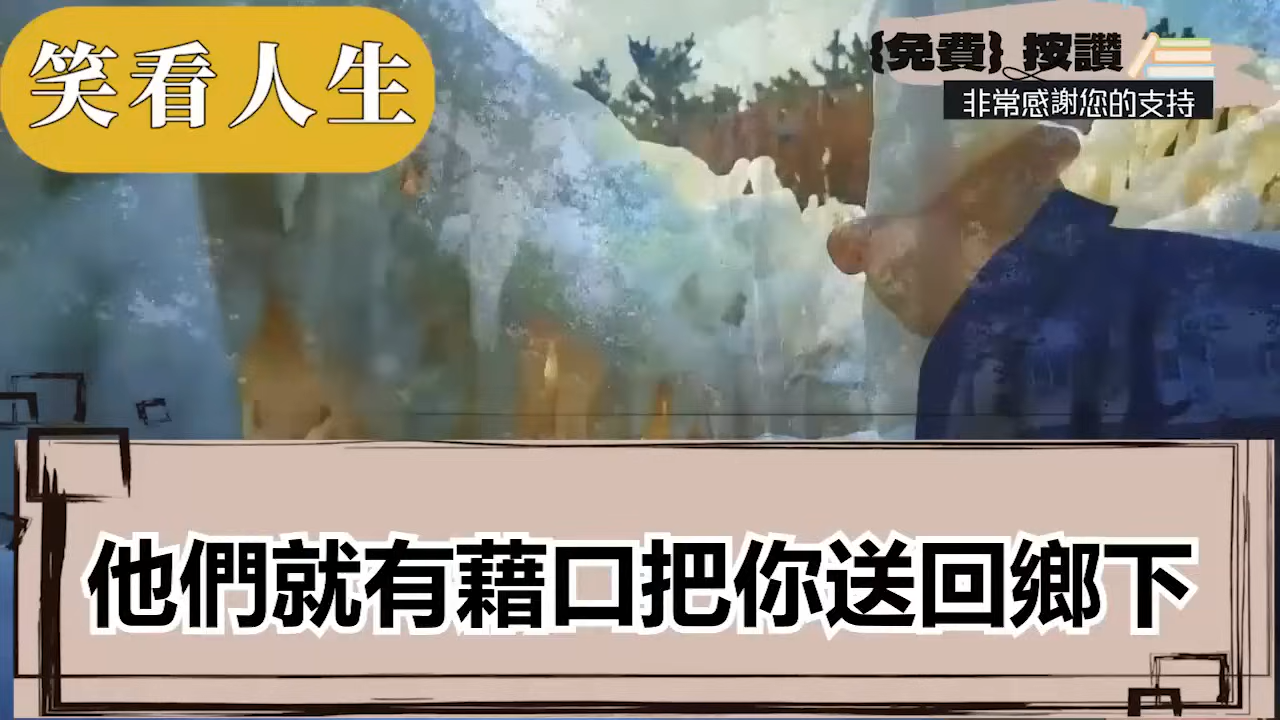 笑看人生
{免費} 按讚
非常感謝您的支持
他們就有藉口把你送回鄉下